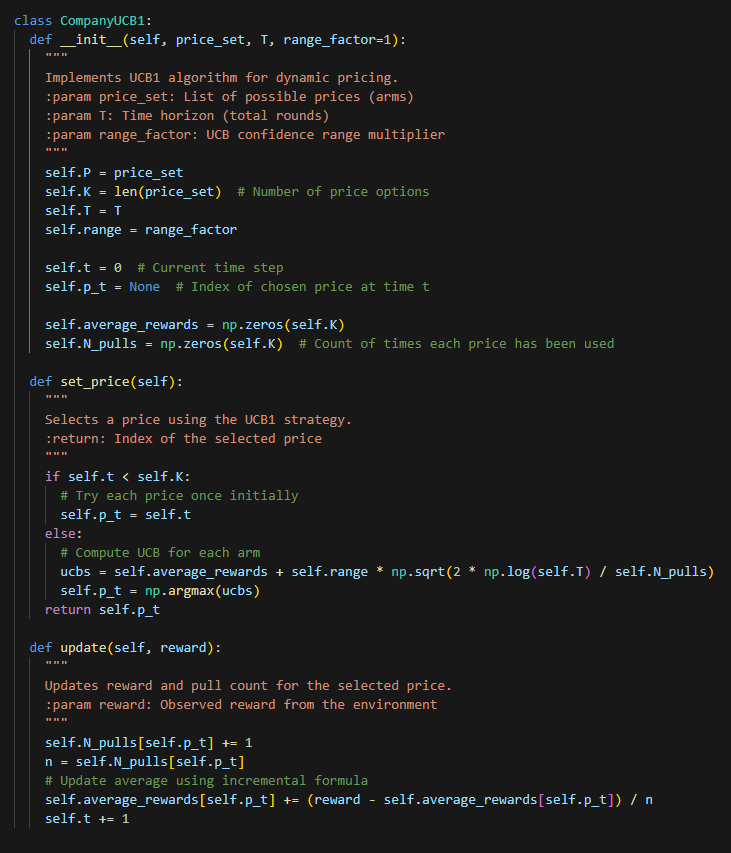 class CompanyUCB1:
  def __init__(self, price_set, T, range_factor=1):
    """
    Implements UCB1 algorithm for dynamic pricing.
    :param price_set: List of possible prices (arms)
    :param T: Time horizon (total rounds)
    :param range_factor: UCB confidence range multiplier
    """
    self.P = price_set
    self.K = len(price_set)  # Number of price options
    self.T = T
    self.range = range_factor

    self.t = 0  # Current time step
    self.p_t = None  # Index of chosen price at time t

    self.average_rewards = np.zeros(self.K)
    self.N_pulls = np.zeros(self.K)  # Count of times each price has been used

  def set_price(self):
    """
    Selects a price using the UCB1 strategy.
    :return: Index of the selected price
    """
    if self.t < self.K:
      # Try each price once initially
      self.p_t = self.t
    else:
      # Compute UCB for each arm
      ucbs = self.average_rewards + self.range * np.sqrt(2 * np.log(self.T) / self.N_pulls)
      self.p_t = np.argmax(ucbs)
    return self.p_t

  def update(self, reward):
    """
    Updates reward and pull count for the selected price.
    :param reward: Observed reward from the environment
    """
    self.N_pulls[self.p_t] += 1
    n = self.N_pulls[self.p_t]
    # Update average using incremental formula
    self.average_rewards[self.p_t] += (reward - self.average_rewards[self.p_t]) / n
    self.t += 1